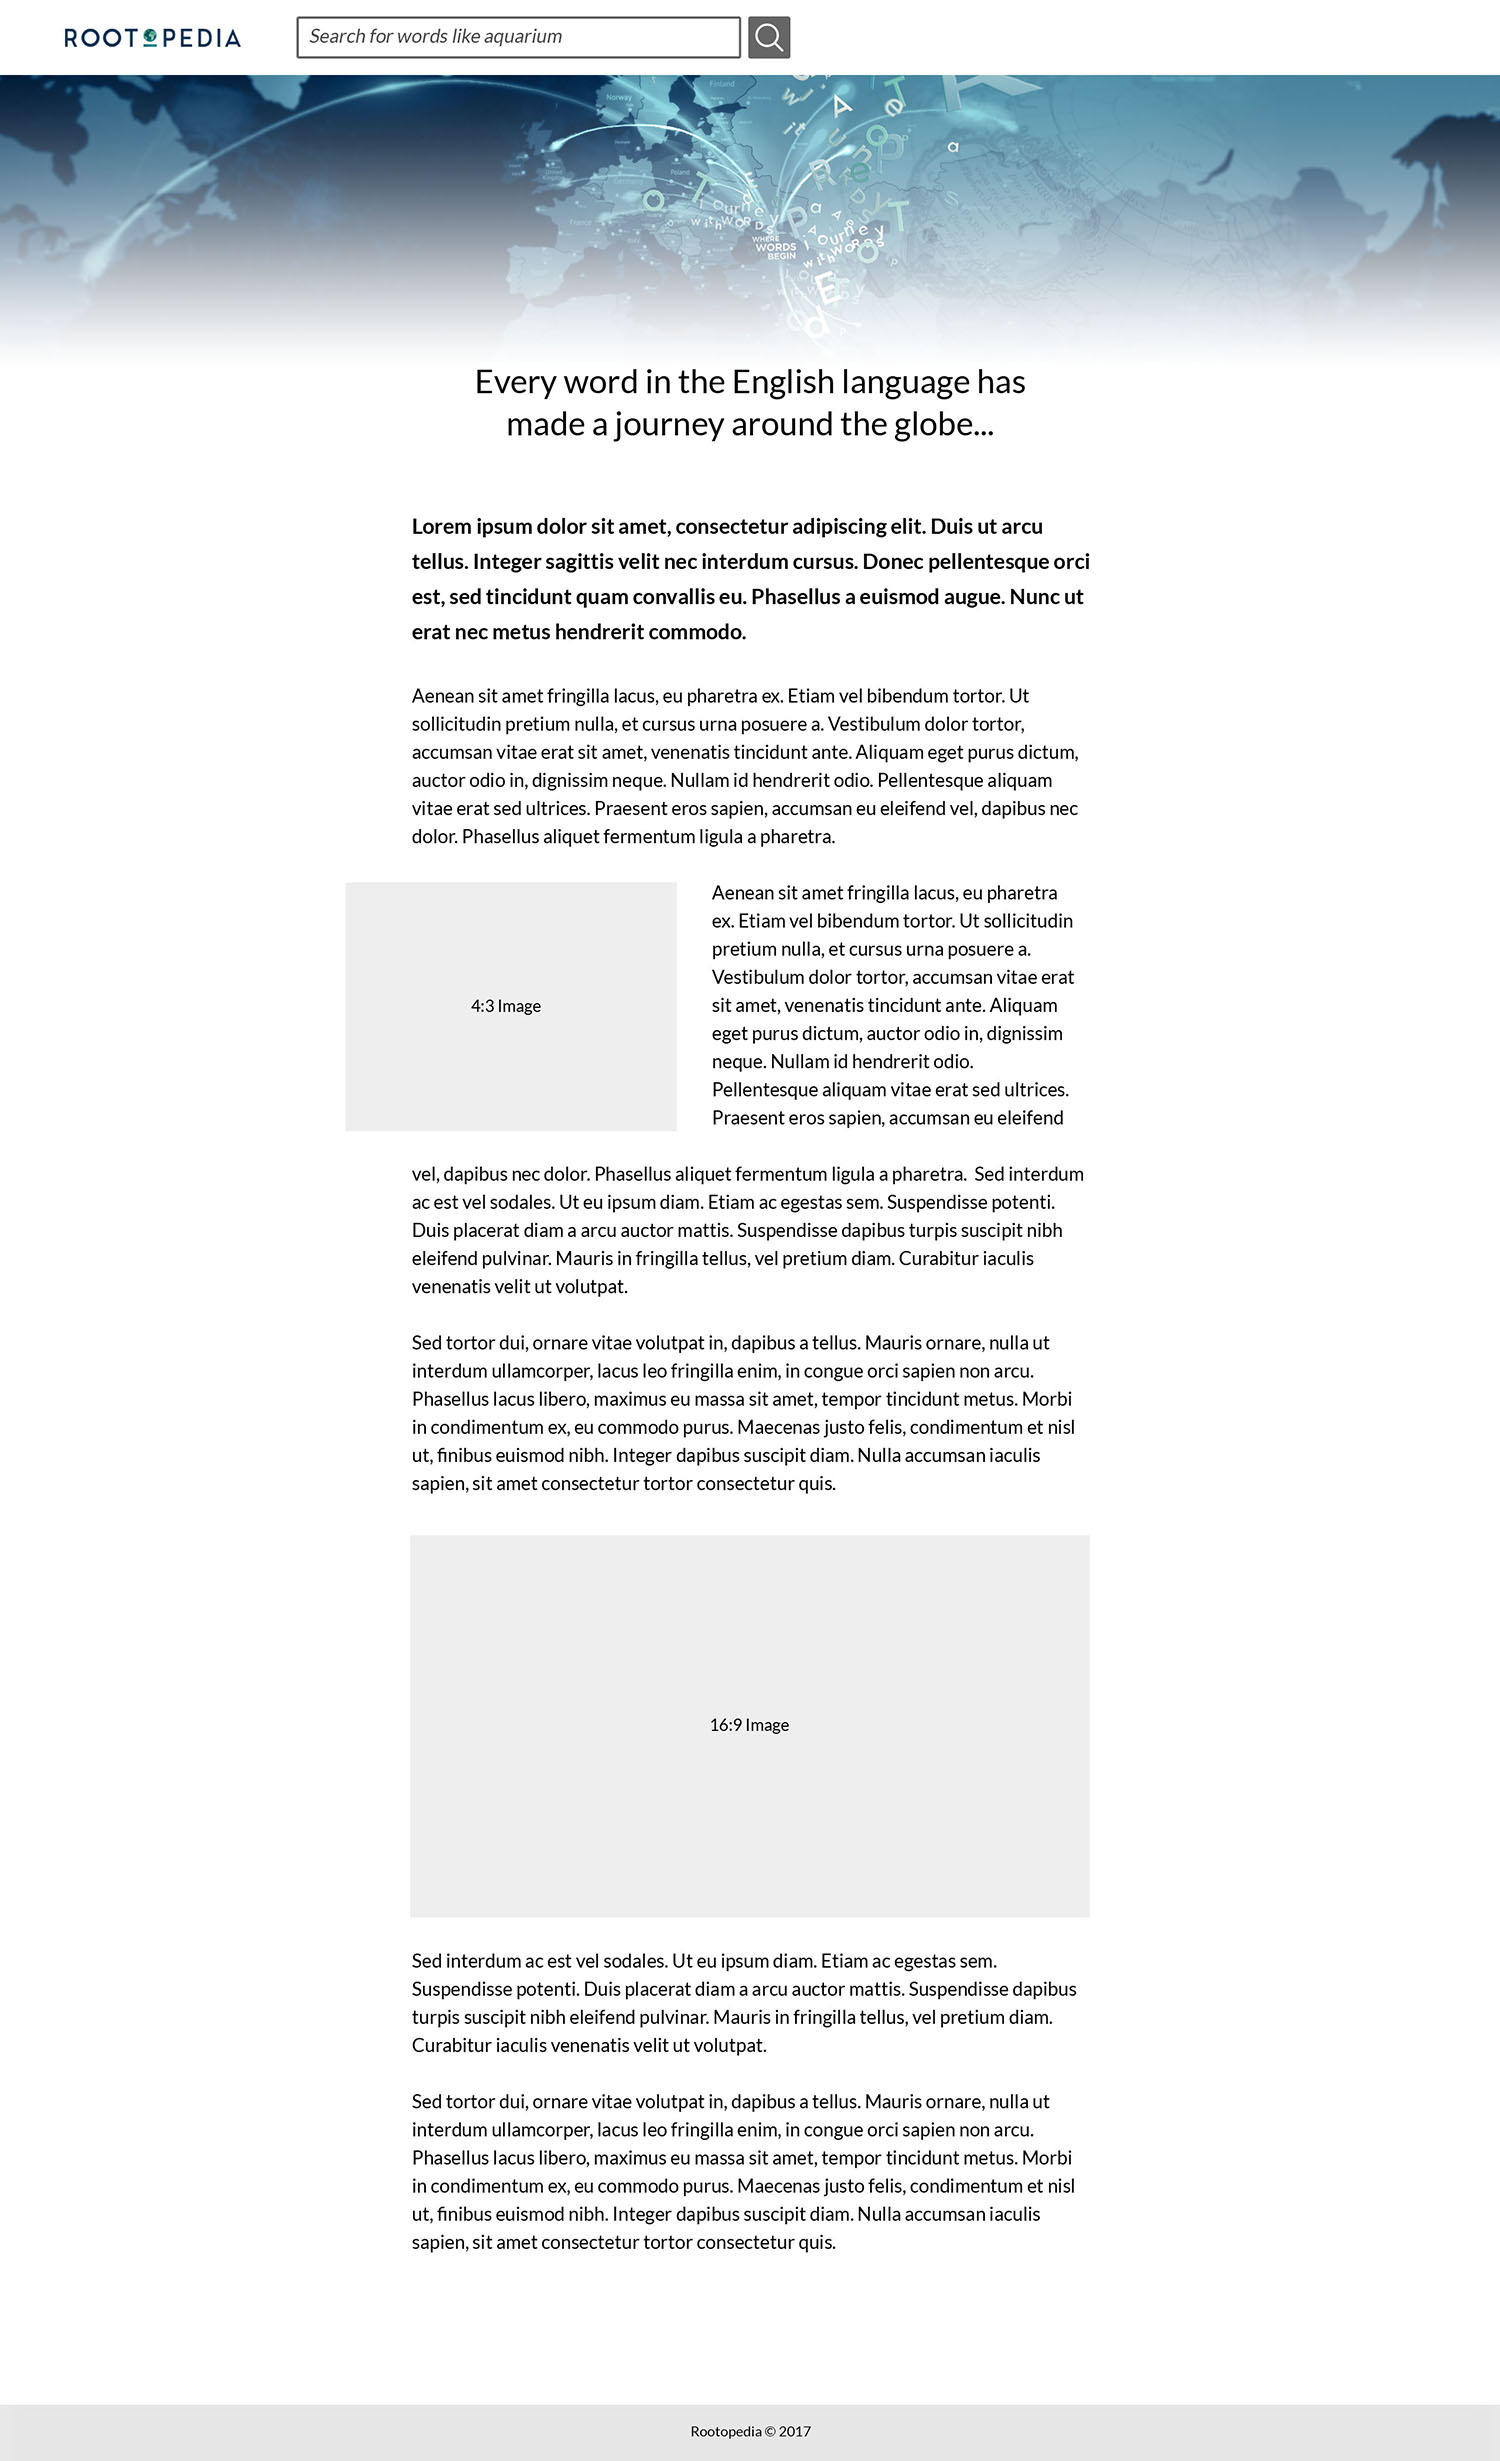 ROOTOPEDIA
Search for words like aquarium
Finland
Norway
Poland
France
WHERE
WORDS
BEGIN
Journey
with WORDS
Journey
with WORDS
Every word in the English language has
made a journey around the globe...
Lorem ipsum dolor sit amet, consectetur adipiscing elit. Duis ut arcu
tellus. Integer sagittis velit nec interdum cursus. Donec pellentesque orci
est, sed tincidunt quam convallis eu. Phasellus a euismod augue. Nunc ut
erat nec metus hendrerit commodo.
Aenean sit amet fringilla lacus, eu pharetra ex. Etiam vel bibendum tortor. Ut
sollicitudin pretium nulla, et cursus urna posuere a. Vestibulum dolor tortor,
accumsan vitae erat sit amet, venenatis tincidunt ante. Aliquam eget purus dictum,
auctor odio in, dignissim neque. Nullam id hendrerit odio. Pellentesque aliquam
vitae erat sed ultrices. Praesent eros sapien, accumsan eu eleifend vel, dapibus nec
dolor. Phasellus aliquet fermentum ligula a pharetra.
4:3 Image
Aenean sit amet fringilla lacus, eu pharetra
ex. Etiam vel bibendum tortor. Ut sollicitudin
pretium nulla, et cursus urna posuere a.
Vestibulum dolor tortor, accumsan vitae erat
sit amet, venenatis tincidunt ante. Aliquam
eget purus dictum, auctor odio in, dignissim
neque. Nullam id hendrerit odio.
Pellentesque aliquam vitae erat sed ultrices.
Praesent eros sapien, accumsan eu eleifend
vel, dapibus nec dolor. Phasellus aliquet fermentum ligula a pharetra.  Sed interdum
ac est vel sodales. Ut eu ipsum diam. Etiam ac egestas sem. Suspendisse potenti.
Duis placerat diam a arcu auctor mattis. Suspendisse dapibus turpis suscipit nibh
eleifend pulvinar. Mauris in fringilla tellus, vel pretium diam. Curabitur iaculis
venenatis velit ut volutpat.
Sed tortor dui, ornare vitae volutpat in, dapibus a tellus. Mauris ornare, nulla ut
interdum ullamcorper, lacus leo fringilla enim, in congue orci sapien non arcu.
Phasellus lacus libero, maximus eu massa sit amet, tempor tincidunt metus. Morbi
in condimentum ex, eu commodo purus. Maecenas justo felis, condimentum et nisl
ut, finibus euismod nibh. Integer dapibus suscipit diam. Nulla accumsan iaculis
sapien, sit amet consectetur tortor consectetur quis.
16:9 Image
Sed interdum ac est vel sodales. Ut eu ipsum diam. Etiam ac egestas sem.
Suspendisse potenti. Duis placerat diam a arcu auctor mattis. Suspendisse dapibus
turpis suscipit nibh eleifend pulvinar. Mauris in fringilla tellus, vel pretium diam.
Curabitur iaculis venenatis velit ut volutpat.
Sed tortor dui, ornare vitae volutpat in, dapibus a tellus. Mauris ornare, nulla ut
interdum ullamcorper, lacus leo fringilla enim, in congue orci sapien non arcu.
Phasellus lacus libero, maximus eu massa sit amet, tempor tincidunt metus. Morbi
in condimentum ex, eu commodo purus. Maecenas justo felis, condimentum et nisl
ut, finibus euismod nibh. Integer dapibus suscipit diam. Nulla accumsan iaculis
sapien, sit amet consectetur tortor consectetur quis.
Rootopedia © 2017